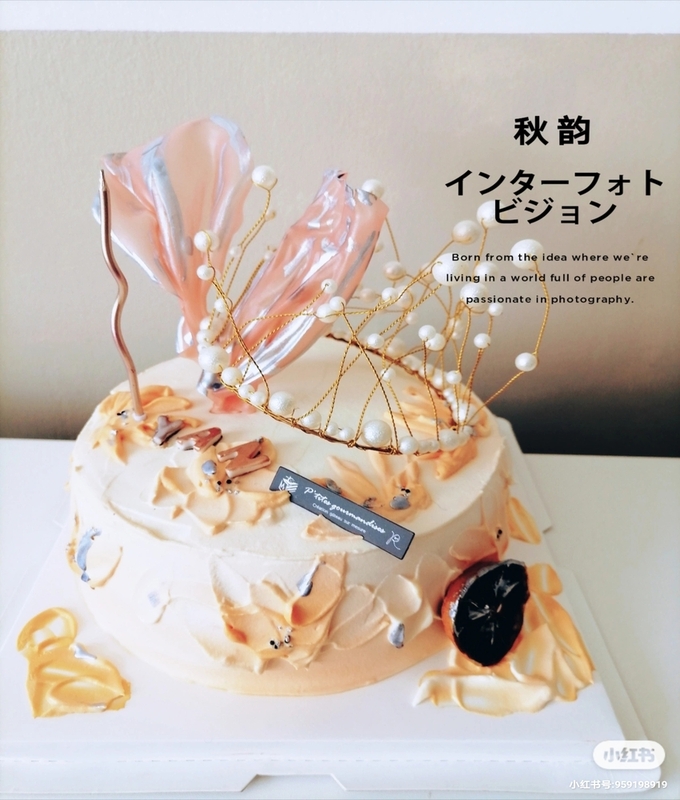 秋韵
インターフォト
ビジョン
Born from the idea where we`re
living in a world full of people are
passionate in photography.
P'tites gourmandises
小红书
小红书号:959198919